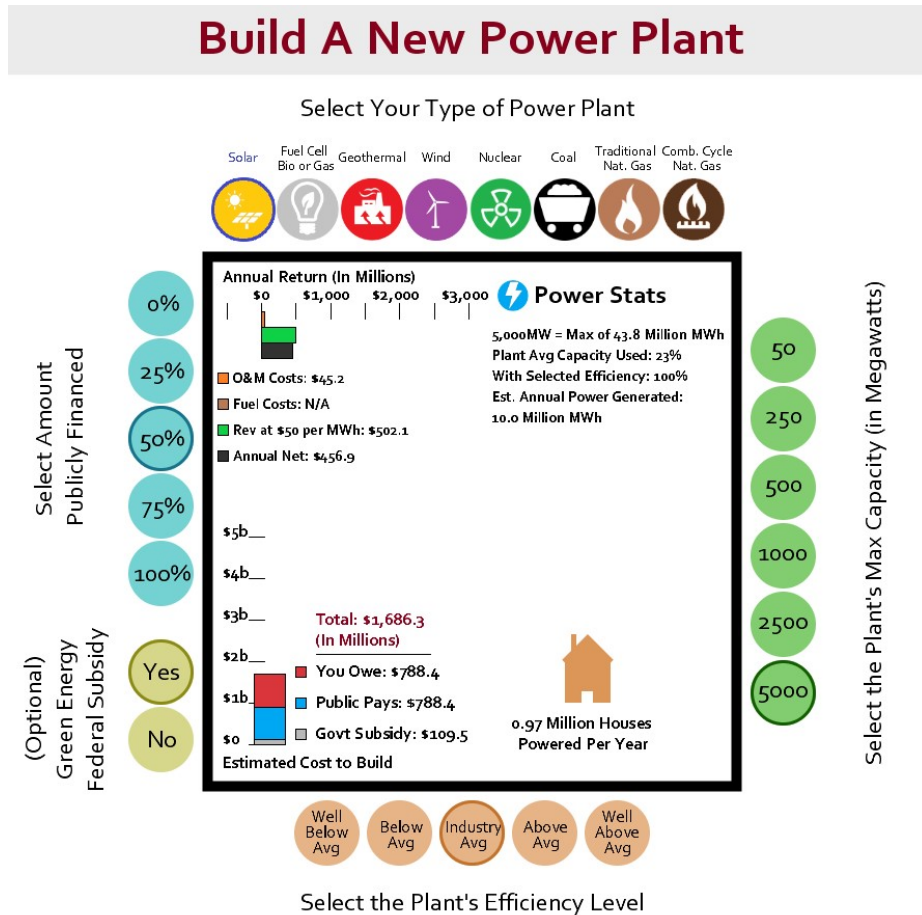 Build A New Power Plant
Select Your Type of Power Plant
Solar
Fuel Cell
Bio or Gas
Geothermal
Wind
Nuclear
Coal
Traditional
Nat. Gas
Comb. Cycle
Nat. Gas
Select Amount
Publicly Financed
0%
25%
50%
75%
100%
(Optional)
Green Energy
Federal Subsidy
Yes
No
Annual Return (In Millions)
$0 $1,000 $2,000 $3,000
O&M Costs: $45.2
Fuel Costs: N/A
Rev at $50 per MWh: $502.1
Annual Net: $456.9
Power Stats
5,000MW = Max of 43.8 Million MWh
Plant Avg Capacity Used: 23%
With Selected Efficiency: 100%
Est. Annual Power Generated:
10.0 Million MWh
$5b
$4b
$3b
$2b
$1b
$0
Total: $1,686.3
(In Millions)
You Owe: $788.4
Public Pays: $788.4
Govt Subsidy: $109.5
Estimated Cost to Build
0.97 Million Houses
Powered Per Year
50
250
500
1000
2500
5000
Select the Plant's Max Capacity (in Megawatts)
Well
Below
Avg
Below
Avg
Industry
Avg
Above
Avg
Well
Above
Avg
Select the Plant's Efficiency Level